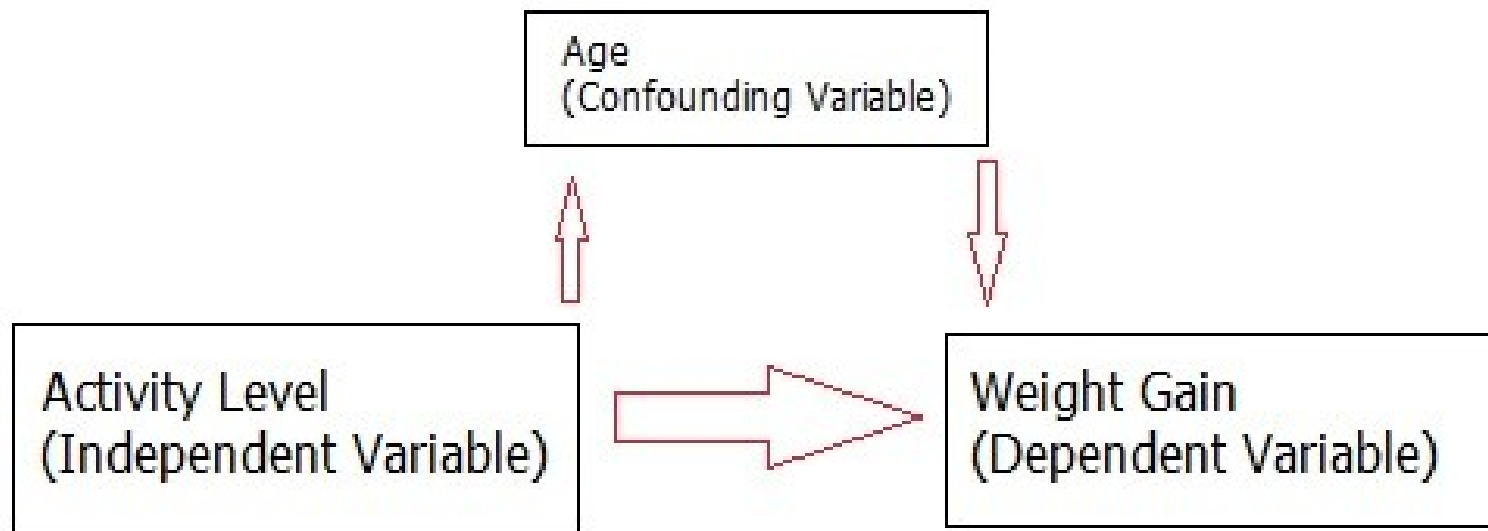 Age
(Confounding Variable)
Activity Level
(Independent Variable)
Weight Gain
(Dependent Variable)